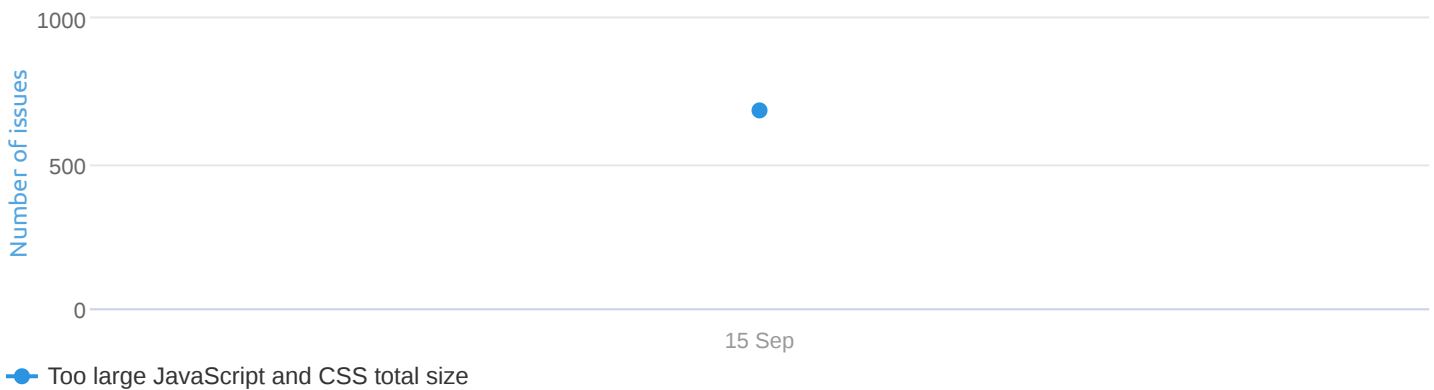 1000
Number of issues
500
0
15 Sep
Too large JavaScript and CSS total size